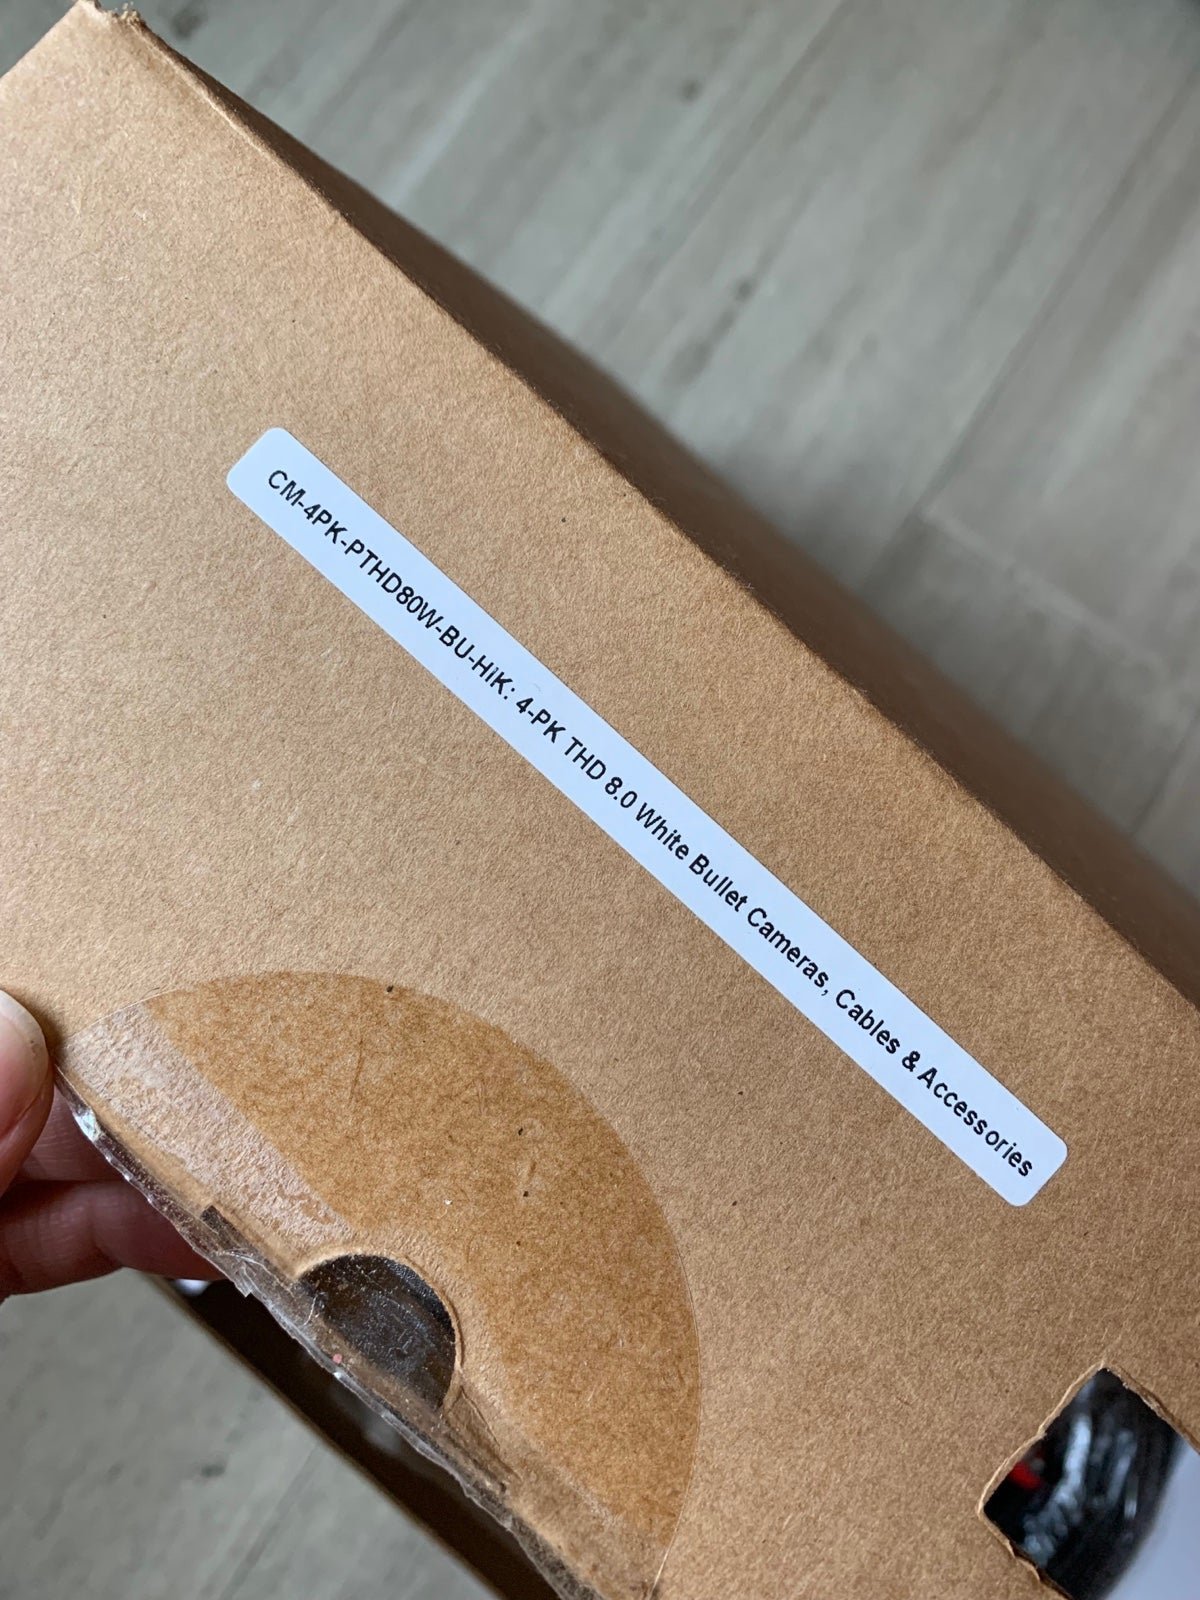 CM-4PK-PTHD80W-BU-HiK: 4-PK THD 8.0 White Bullet Cameras, Cables & Accessories